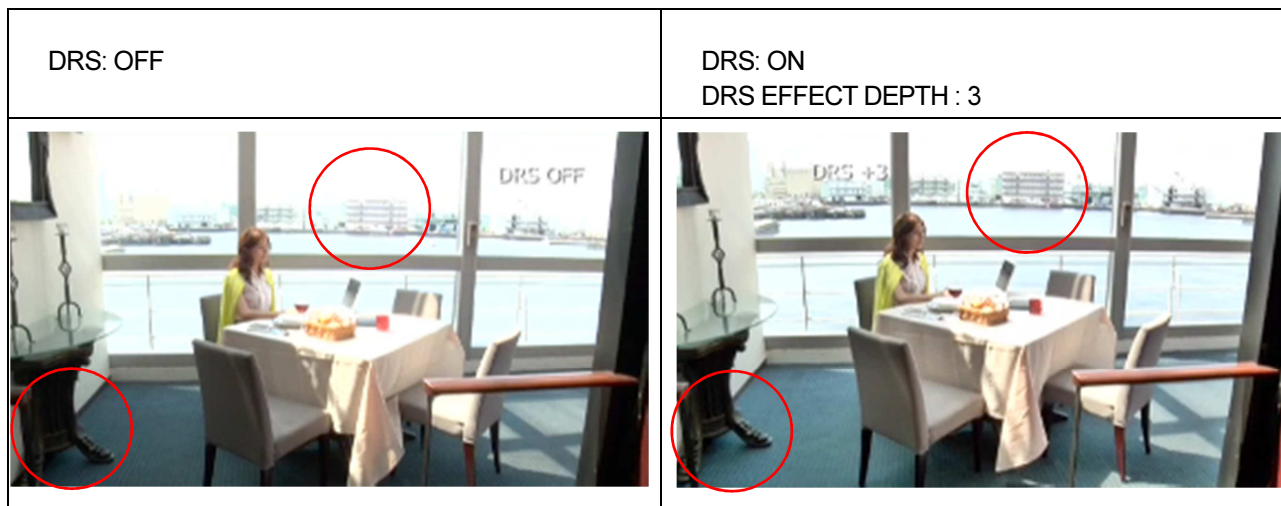 DRS: OFF
DRS: ON
DRS EFFECT DEPTH : 3
DRS OFF
DRS +3